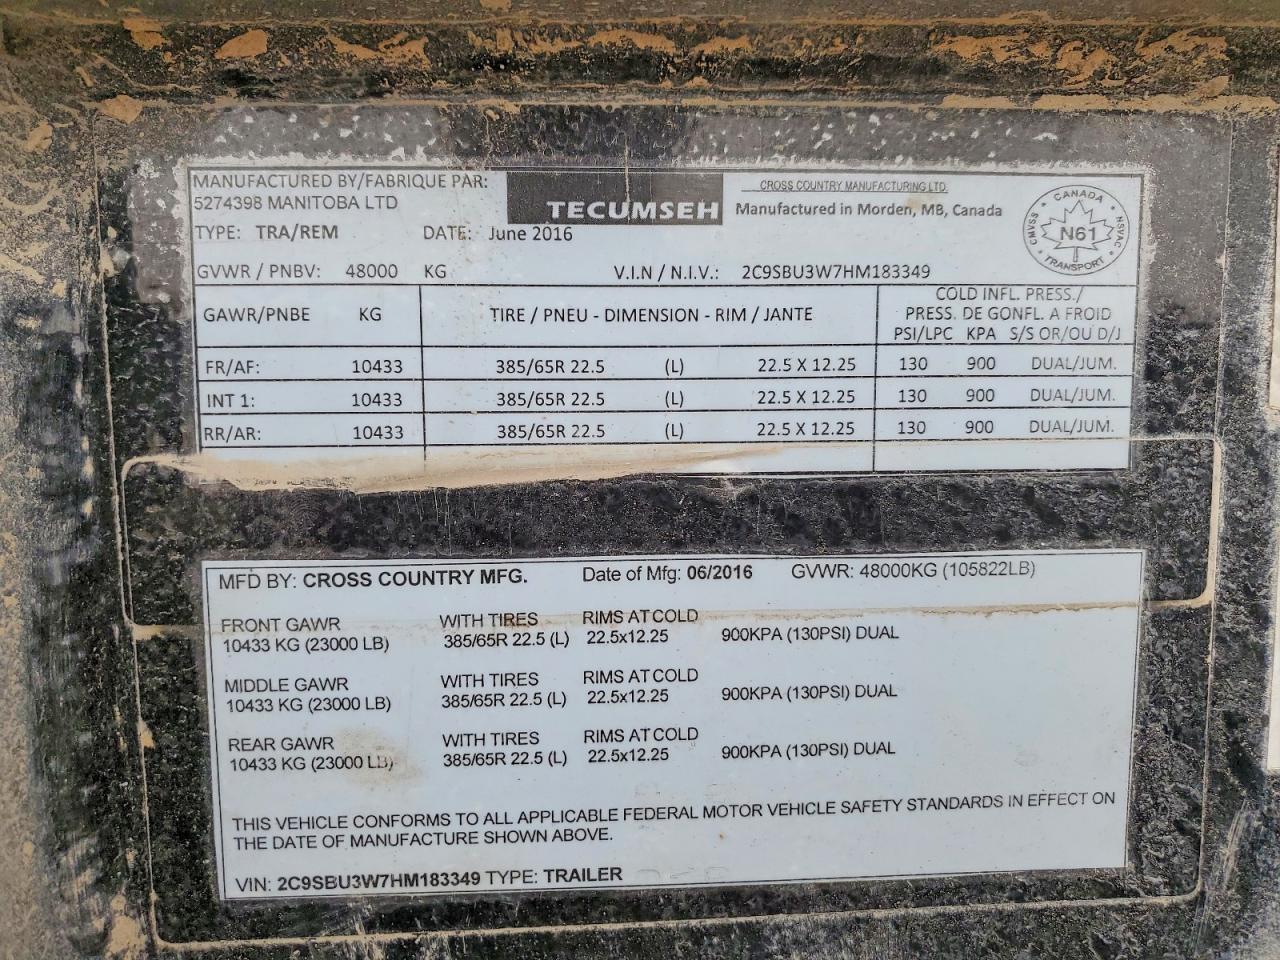 MANUFACTURED BY/FABRIQUE PAR:
5274398 MANITOBA LTD
TECUMSEH
CROSS COUNTRY MANUFACTURING LTD.
Manufactured in Morden, MB, Canada
CANADA
CMVSS N61 NSVAC
TRANSPORT
TYPE: TRA/REM DATE: June 2016
GVWR / PNBV: 48000 KG V.I.N / N.I.V.: 2C9SBU3W7HM183349
GAWR/PNBE KG TIRE / PNEU - DIMENSION - RIM / JANTE
COLD INFL. PRESS./
PRESS. DE GONFL. A FROID
PSI/LPC KPA S/S OR/OU D/J
FR/AF: 10433 385/65R 22.5 (L) 22.5 X 12.25 130 900 DUAL/JUM.
INT 1: 10433 385/65R 22.5 (L) 22.5 X 12.25 130 900 DUAL/JUM.
RR/AR: 10433 385/65R 22.5 (L) 22.5 X 12.25 130 900 DUAL/JUM.
MFD BY: CROSS COUNTRY MFG. Date of Mfg: 06/2016 GVWR: 48000KG (105822LB)
FRONT GAWR WITH TIRES RIMS AT COLD
10433 KG (23000 LB) 385/65R 22.5 (L) 22.5x12.25 900KPA (130PSI) DUAL
MIDDLE GAWR WITH TIRES RIMS AT COLD
10433 KG (23000 LB) 385/65R 22.5 (L) 22.5x12.25 900KPA (130PSI) DUAL
REAR GAWR WITH TIRES RIMS AT COLD
10433 KG (23000 LB) 385/65R 22.5 (L) 22.5x12.25 900KPA (130PSI) DUAL
THIS VEHICLE CONFORMS TO ALL APPLICABLE FEDERAL MOTOR VEHICLE SAFETY STANDARDS IN EFFECT ON
THE DATE OF MANUFACTURE SHOWN ABOVE.
VIN: 2C9SBU3W7HM183349 TYPE: TRAILER